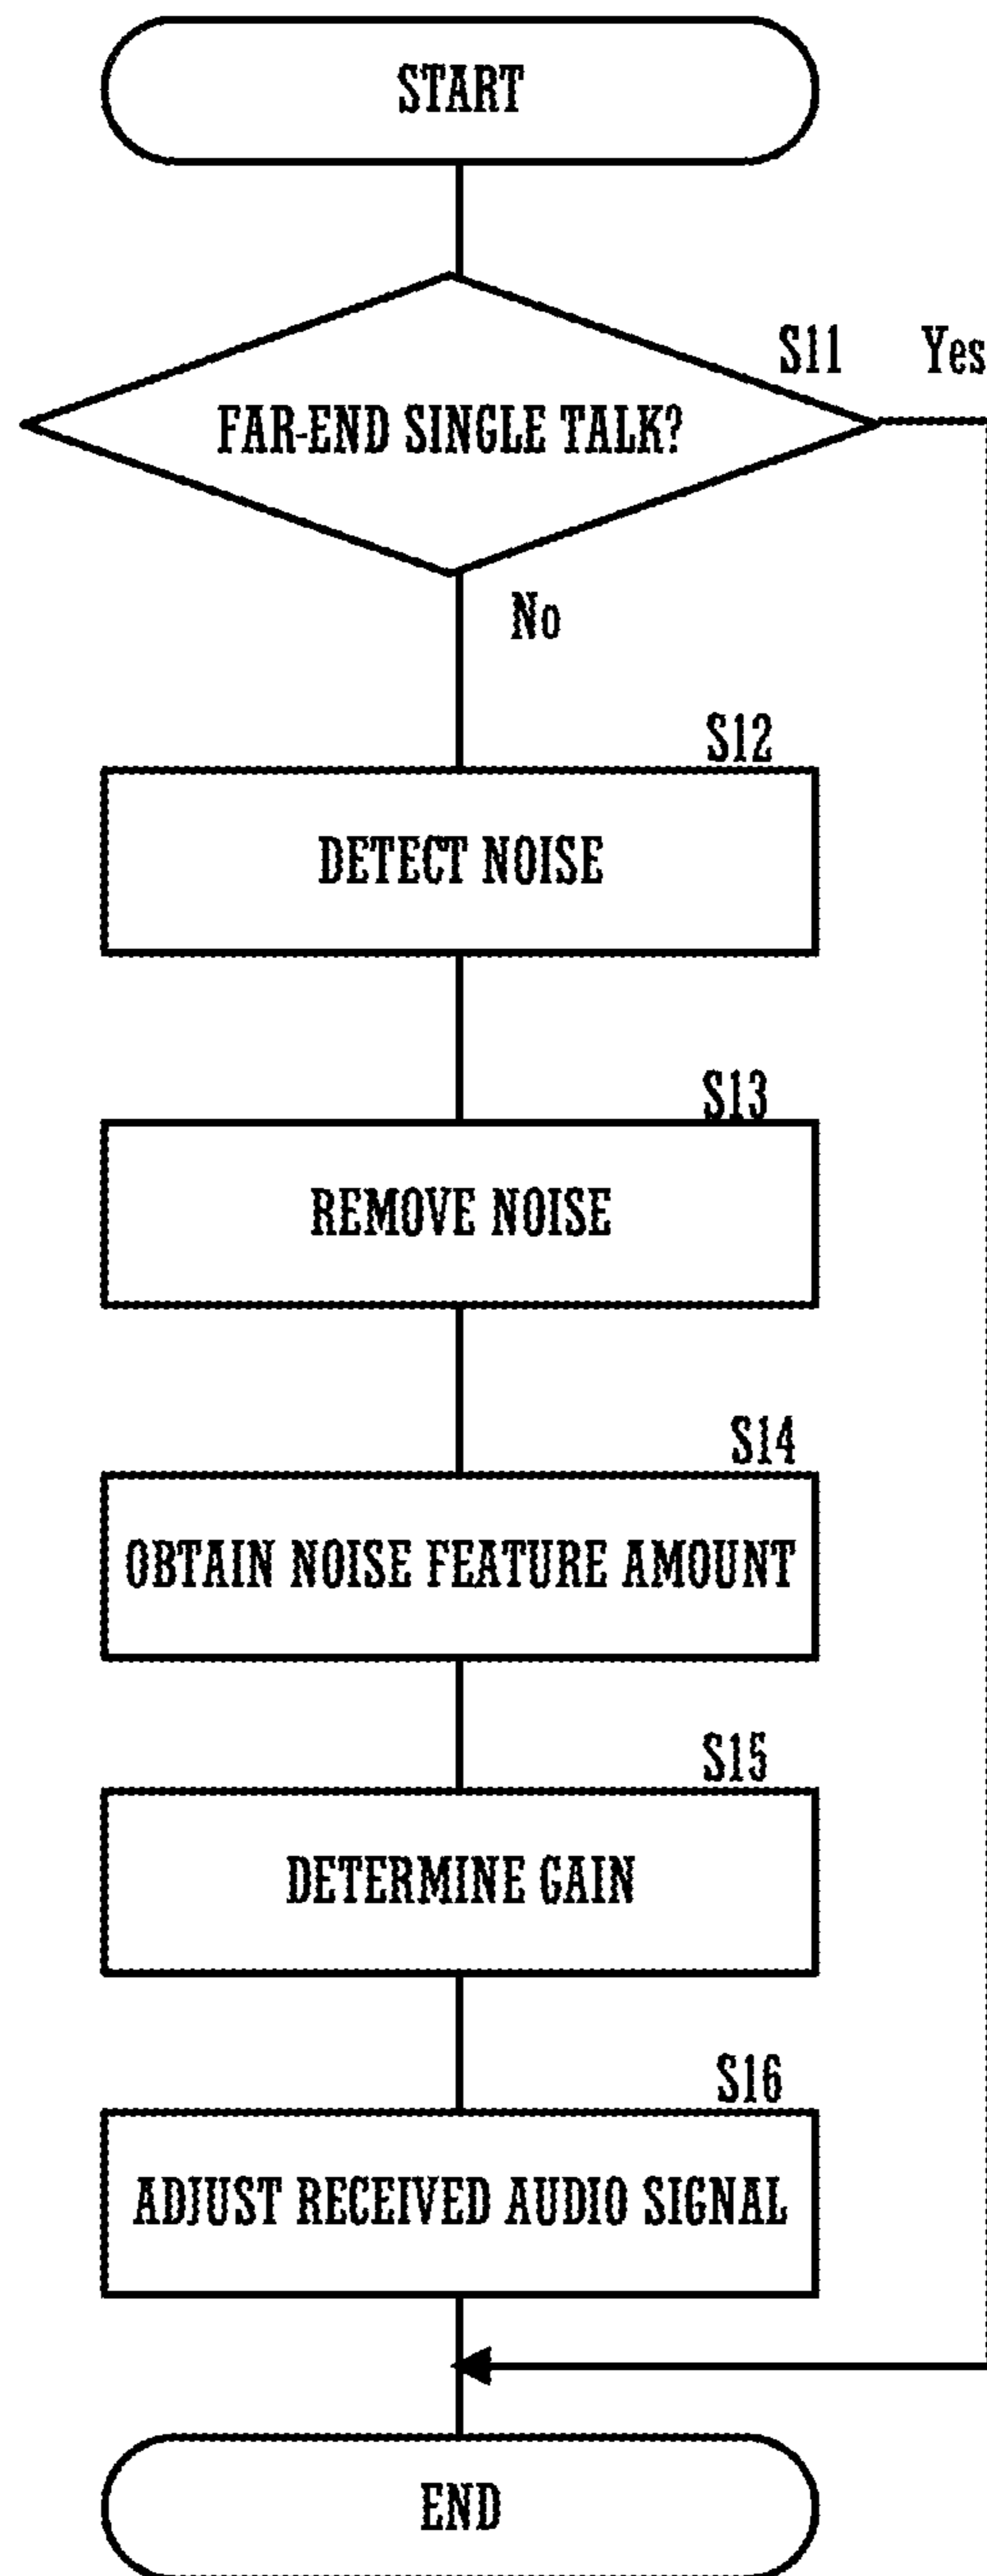 START
S11 Yes
FAR-END SINGLE TALK?
No
S12
DETECT NOISE
S13
REMOVE NOISE
S14
OBTAIN NOISE FEATURE AMOUNT
S15
DETERMINE GAIN
S16
ADJUST RECEIVED AUDIO SIGNAL
END